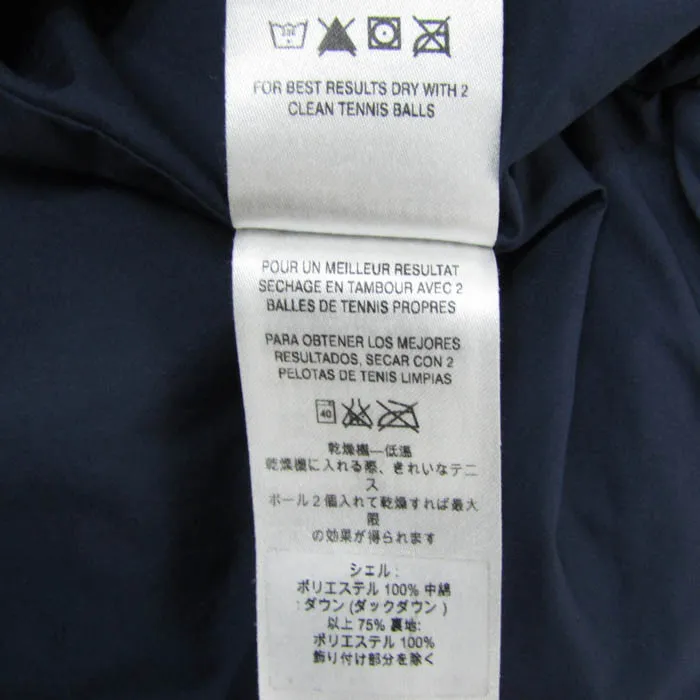 FOR BEST RESULTS DRY WITH 2
CLEAN TENNIS BALLS
POUR UN MEILLEUR RESULTAT
SECHAGE EN TAMBOUR AVEC 2
BALLES DE TENNIS PROPRES
PARA OBTENER LOS MEJORES
RESULTADOS, SECAR CON 2
PELOTAS DE TENIS LIMPIAS
40
乾燥機—低温
乾燥機に入れる際、きれいなテニ
ス
ボール2個入れて乾燥すれば最大
限
の効果が得られます
シェル:
ポリエステル 100% 中綿
:ダウン (ダックダウン)
以上 75% 裏地:
ポリエステル 100%
飾り付け部分を除く